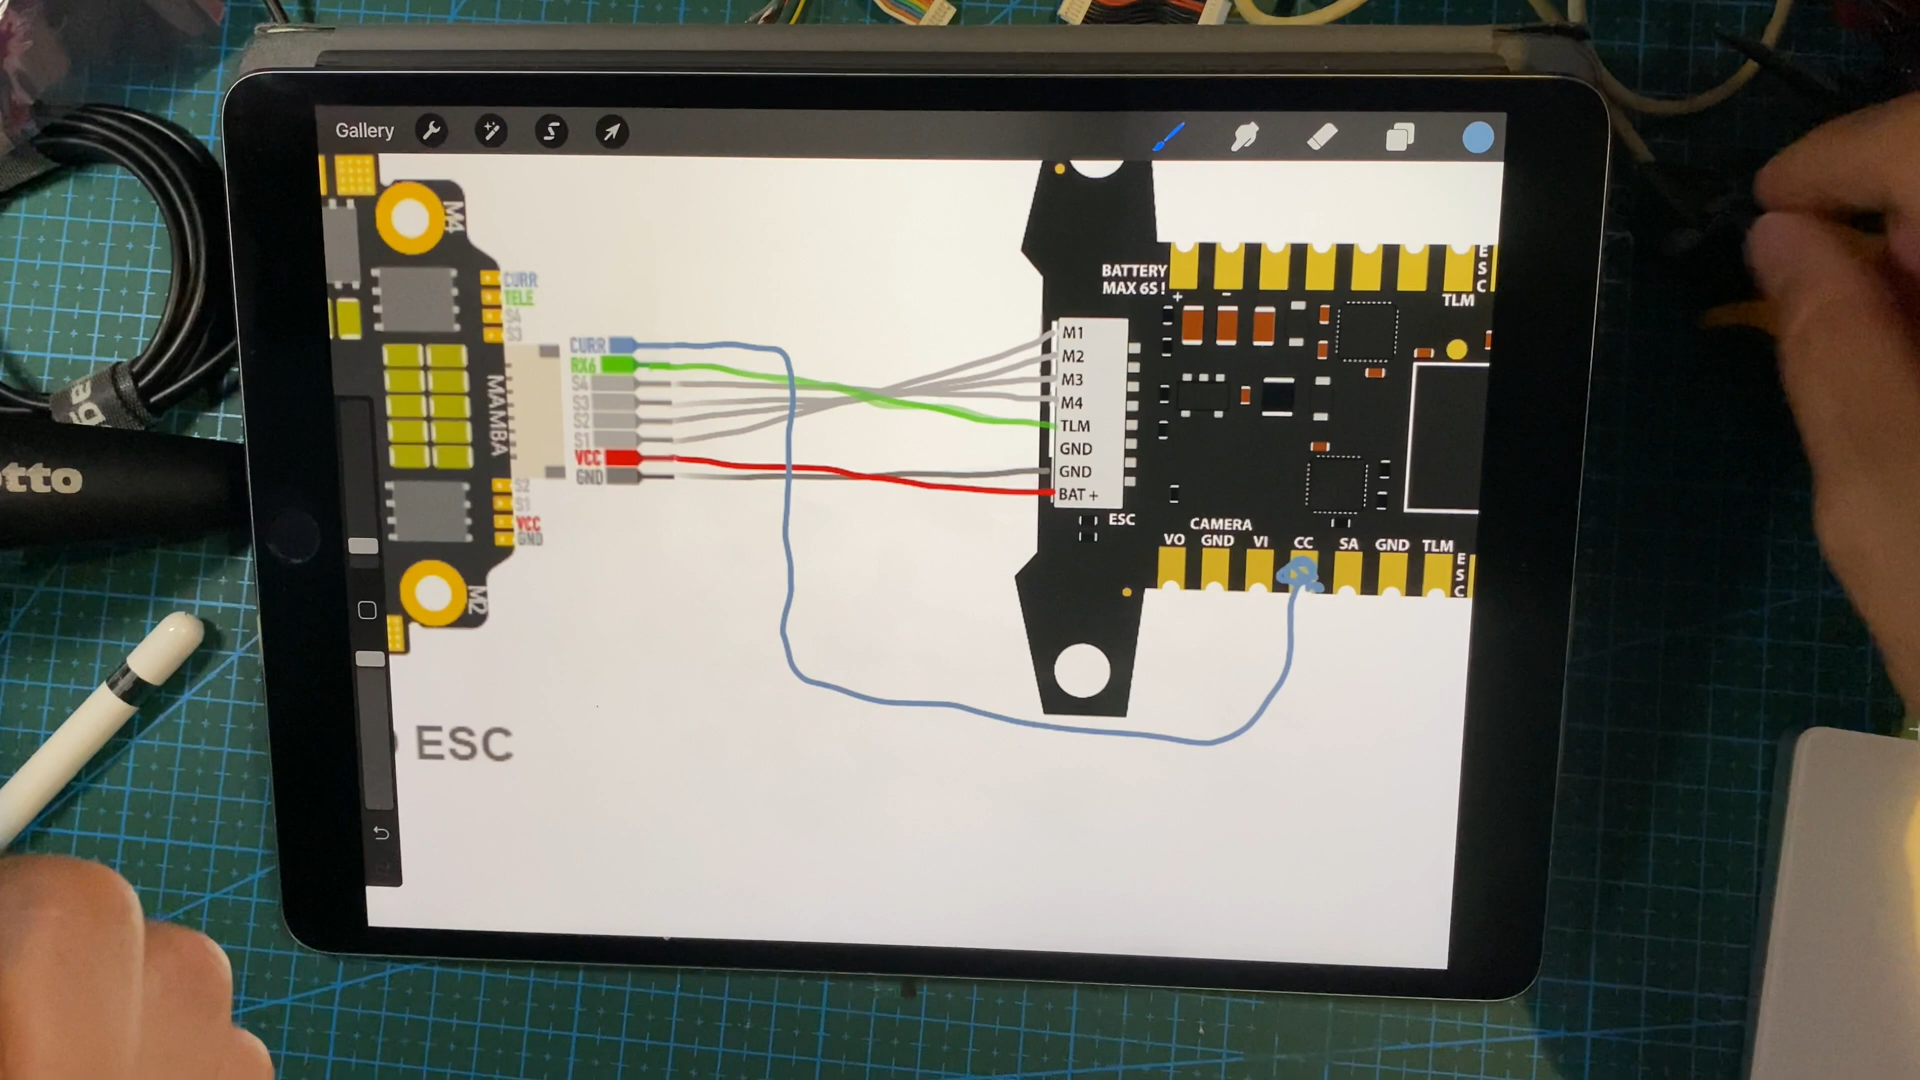 Gallery
M4
CURR
TELE
S4
S3
BATTERY
MAX 6S!
+ -
ESC
TLM
CURR
RX6
S4
S3
S2
S1
VCC
GND
MAMBA
M1
M2
M3
M4
TLM
GND
GND
BAT +
ESC
S2
S1
VCC
GND
CAMERA
VO GND VI CC SA GND TLM
ESC
M2
ESC
otto